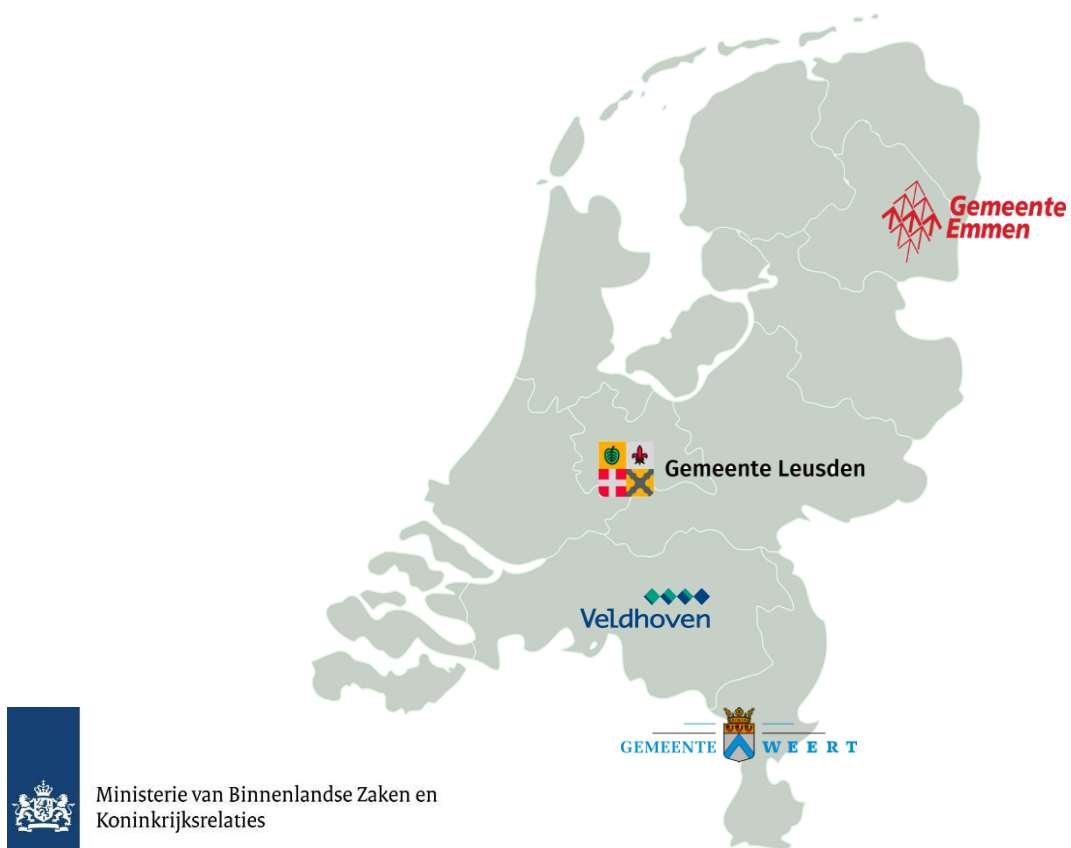 Gemeente
Emmen
Gemeente Leusden
Veldhoven
GEMEENTE WEERT
Ministerie van Binnenlandse Zaken en
Koninkrijksrelaties